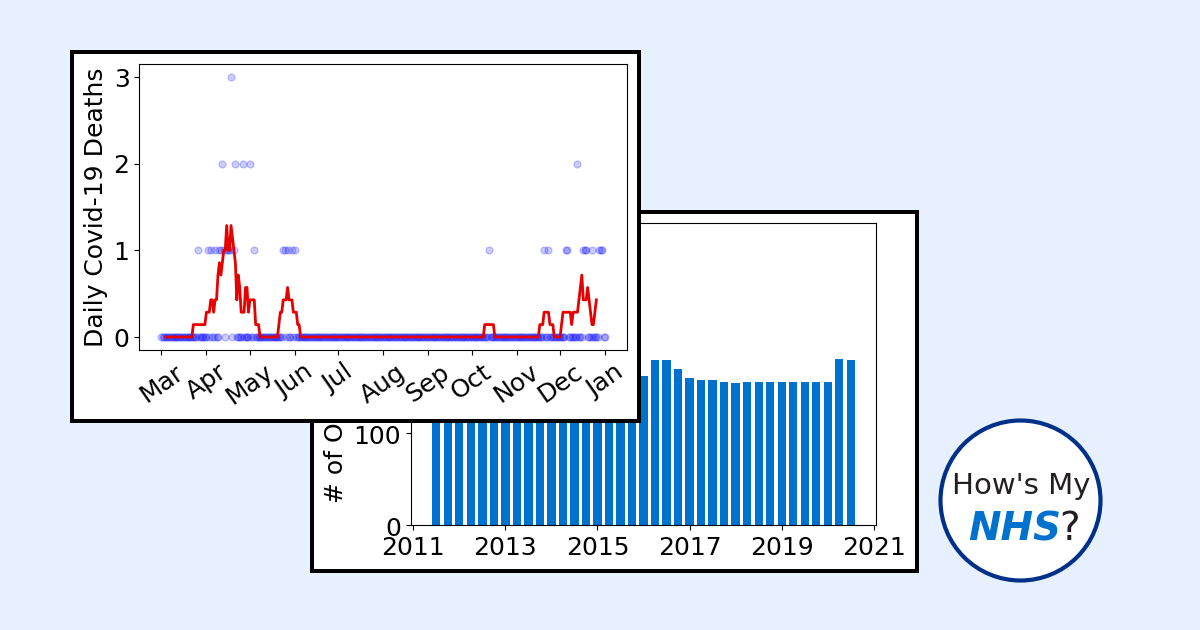 Daily Covid-19 Deaths
3
2
1
0
Mar Apr May Jun Jul Aug Sep Oct Nov Dec Jan
# of O
100
0
2011 2013 2015 2017 2019 2021
How's My
NHS?